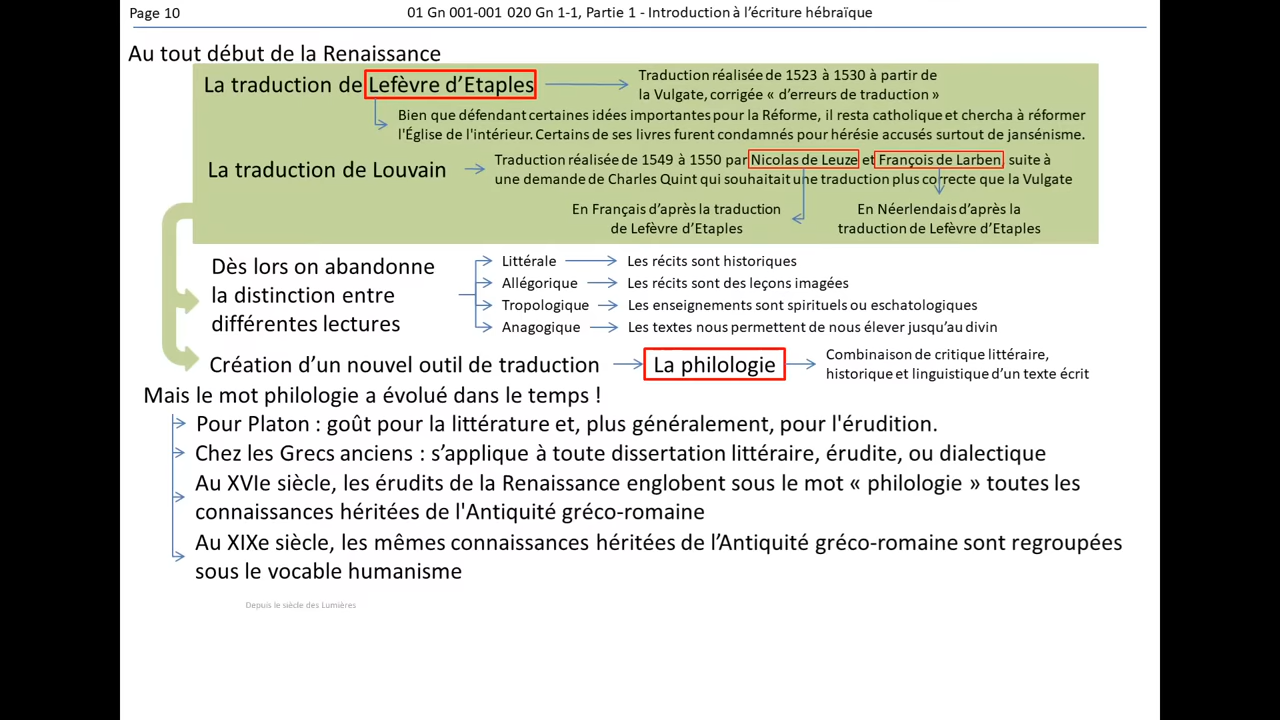 Page 10
01 Gn 001-001 020 Gn 1-1, Partie 1 - Introduction à l’écriture hébraïque
Au tout début de la Renaissance
La traduction de Lefèvre d’Etaples
Traduction réalisée de 1523 à 1530 à partir de
la Vulgate, corrigée « d’erreurs de traduction »
Bien que défendant certaines idées importantes pour la Réforme, il resta catholique et chercha à réformer
l'Église de l'intérieur. Certains de ses livres furent condamnés pour hérésie accusés surtout de jansénisme.
La traduction de Louvain
Traduction réalisée de 1549 à 1550 par Nicolas de Leuze et François de Larben, suite à
une demande de Charles Quint qui souhaitait une traduction plus correcte que la Vulgate
En Français d’après la traduction
de Lefèvre d’Etaples
En Néerlendais d’après la
traduction de Lefèvre d’Etaples
Dès lors on abandonne
la distinction entre
différentes lectures
Littérale
Les récits sont historiques
Allégorique
Les récits sont des leçons imagées
Tropologique
Les enseignements sont spirituels ou eschatologiques
Anagogique
Les textes nous permettent de nous élever jusqu’au divin
Création d’un nouvel outil de traduction
La philologie
Combinaison de critique littéraire,
historique et linguistique d’un texte écrit
Mais le mot philologie a évolué dans le temps !
Pour Platon : goût pour la littérature et, plus généralement, pour l'érudition.
Chez les Grecs anciens : s’applique à toute dissertation littéraire, érudite, ou dialectique
Au XVIe siècle, les érudits de la Renaissance englobent sous le mot « philologie » toutes les
connaissances héritées de l'Antiquité gréco-romaine
Au XIXe siècle, les mêmes connaissances héritées de l’Antiquité gréco-romaine sont regroupées
sous le vocable humanisme
Depuis le siècle des Lumières